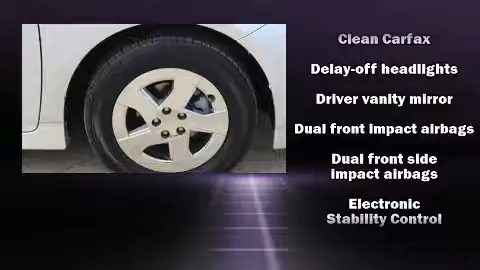 Clean Carfax
Delay-off headlights
Driver vanity mirror
Dual front impact airbags
Dual front side
impact airbags
Electronic
Stability Control